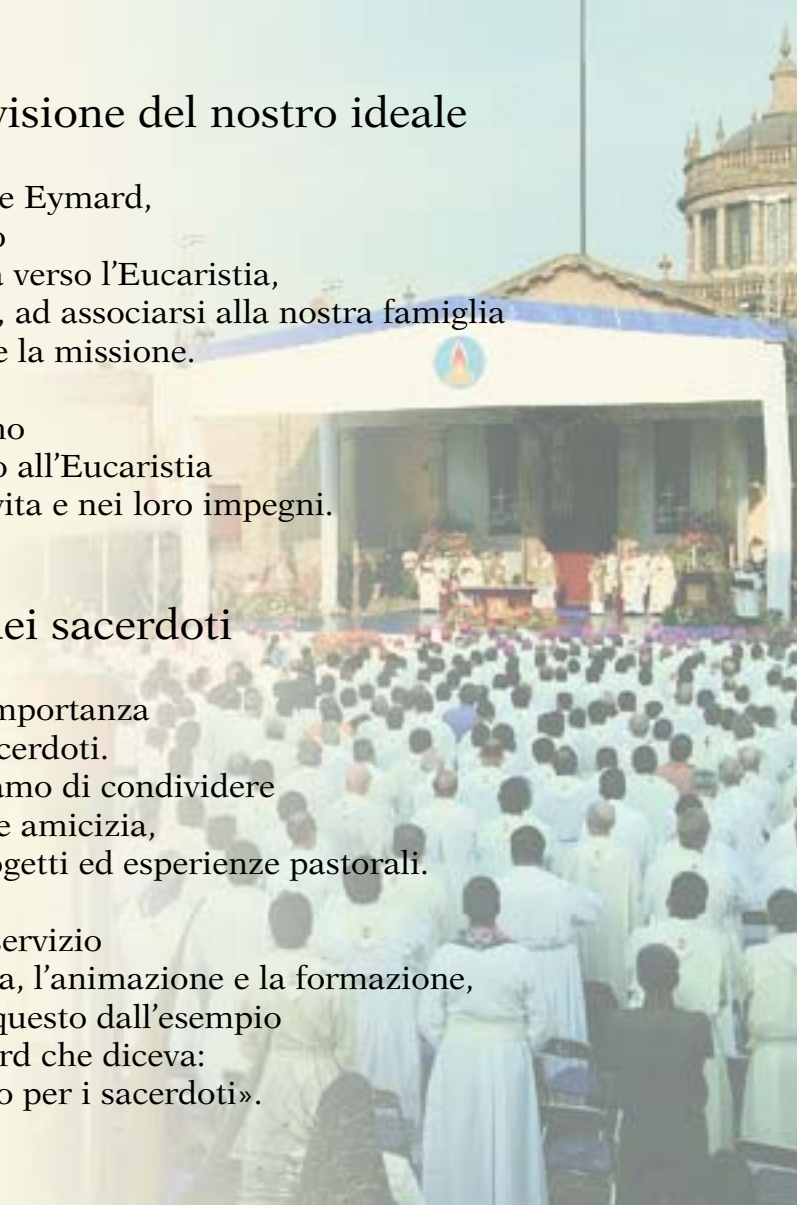 visione del nostro ideale
e Eymard,
o
a verso l'Eucaristia,
, ad associarsi alla nostra famiglia
e la missione.
no
o all'Eucaristia
vita e nei loro impegni.
dei sacerdoti
mportanza
cerdoti.
amo di condividere
e amicizia,
ogetti ed esperienze pastorali.
servizio
a, l'animazione e la formazione,
questo dall'esempio
rd che diceva:
o per i sacerdoti».